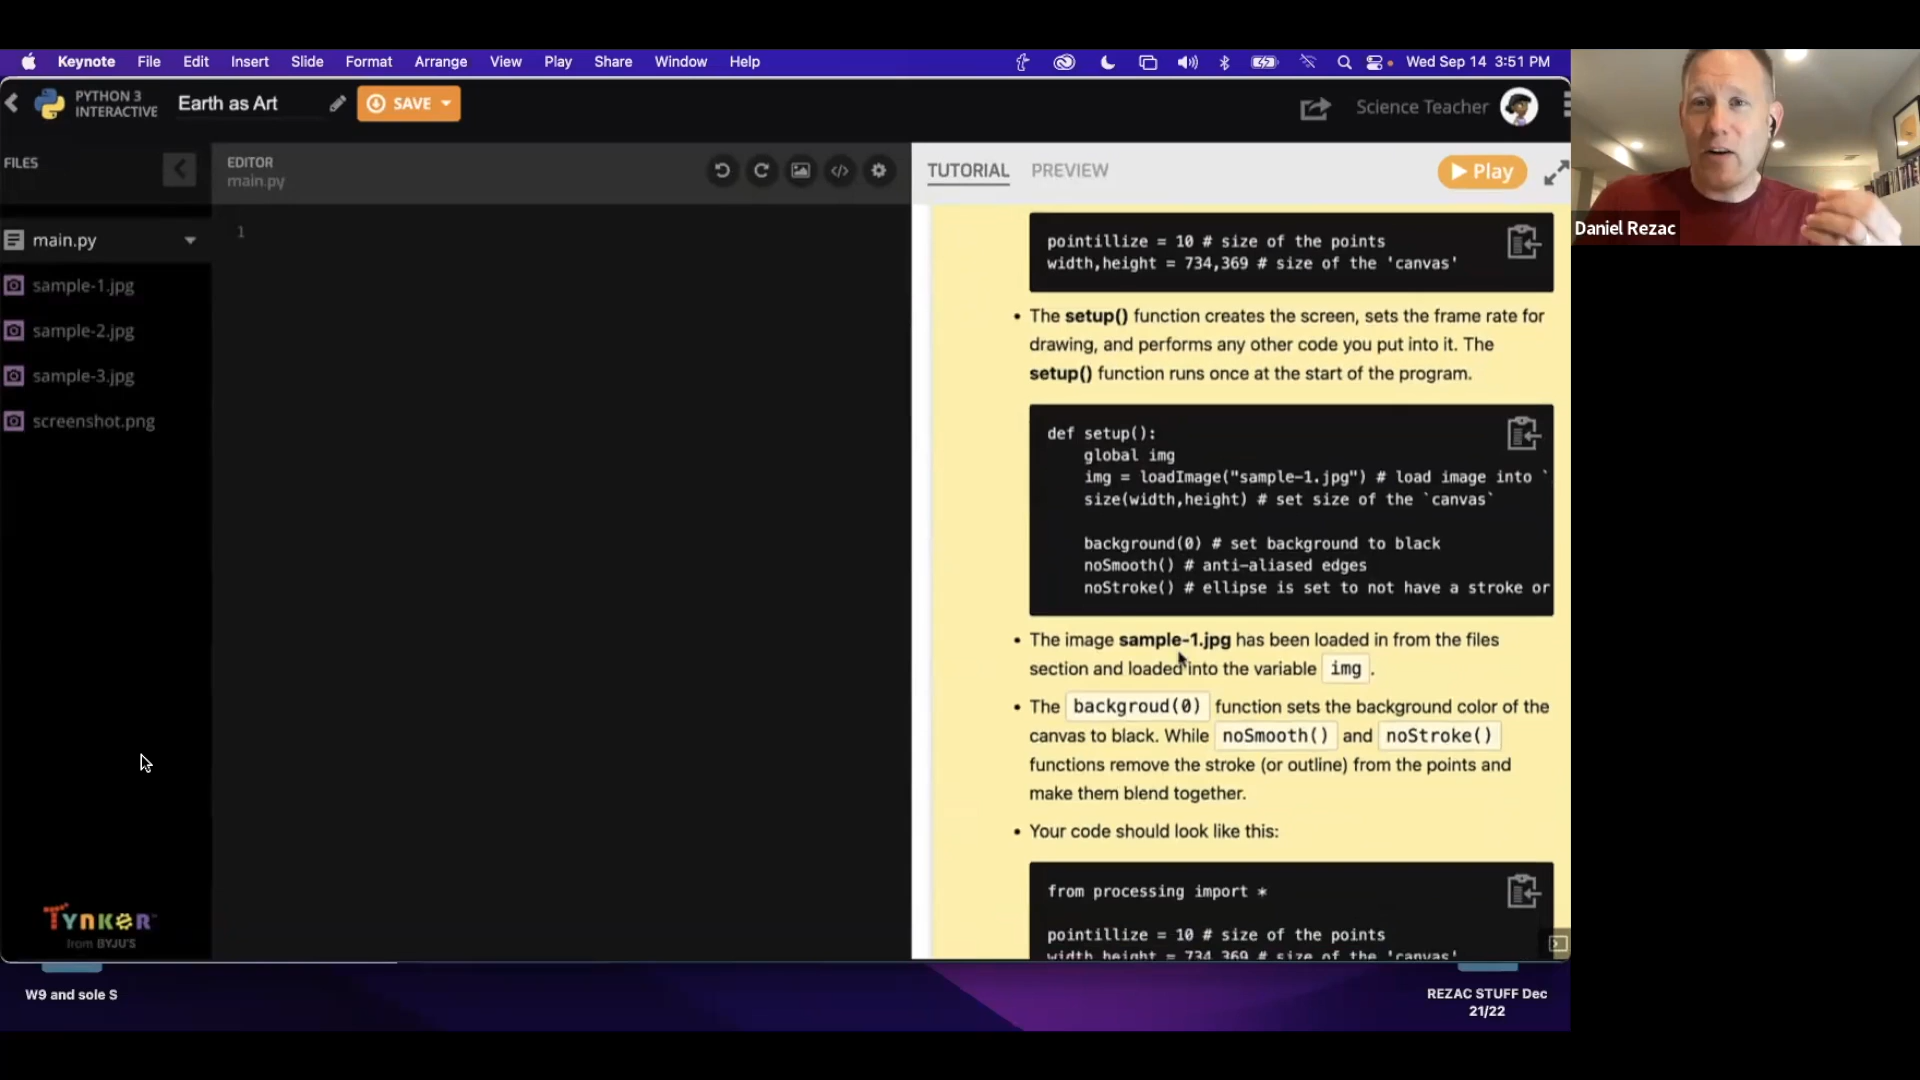 Keynote File Edit Insert Slide Format Arrange View Play Share Window Help Wed Sep 14 3:51 PM
PYTHON 3
INTERACTIVE
Earth as Art
SAVE
Science Teacher
FILES
EDITOR
main.py
TUTORIAL PREVIEW
Play
main.py
sample-1.jpg
sample-2.jpg
sample-3.jpg
screenshot.png
1
pointillize = 10 # size of the points
width,height = 734,369 # size of the 'canvas'
• The setup() function creates the screen, sets the frame rate for
drawing, and performs any other code you put into it. The
setup() function runs once at the start of the program.
def setup():
global img
img = loadImage("sample-1.jpg") # load image into `
size(width,height) # set size of the `canvas`
background(0) # set background to black
noSmooth() # anti-aliased edges
noStroke() # ellipse is set to not have a stroke or
• The image sample-1.jpg has been loaded in from the files
section and loaded into the variable img .
• The backgroud(0) function sets the background color of the
canvas to black. While noSmooth() and noStroke()
functions remove the stroke (or outline) from the points and
make them blend together.
• Your code should look like this:
from processing import *
pointillize = 10 # size of the points
width,height = 734,369 # size of the 'canvas'
TYNKER
from BYJU'S
W9 and sole S
REZAC STUFF Dec
21/22
Daniel Rezac